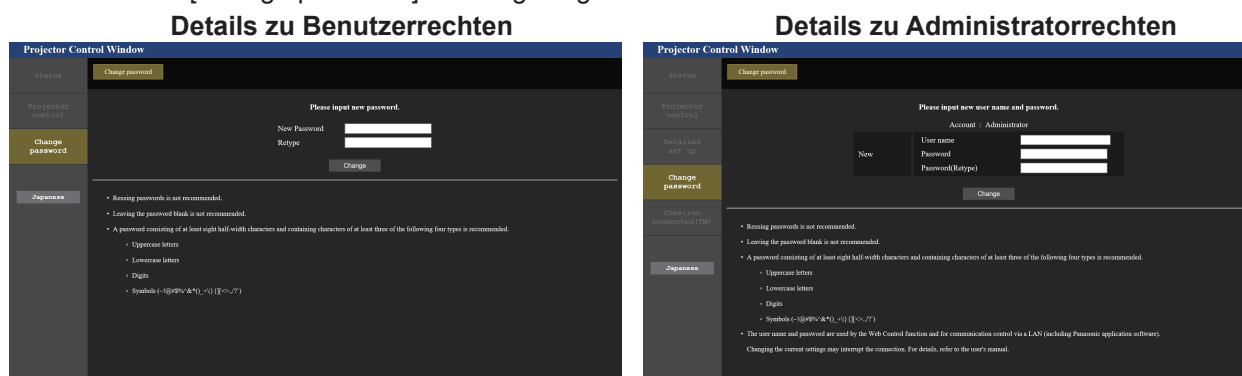 Details zu Benutzerrechten
Projector Control Window
Status
Change password
Projector
control
Change
password
Japanese
Please input new password.
New Password
Retype
Change
• Reusing passwords is not recommended.
• Leaving the password blank is not recommended.
• A password consisting of at least eight half-width characters and containing characters of at least three of the following four types is recommended.
◦ Uppercase letters
◦ Lowercase letters
◦ Digits
Details zu Administratorrechten
Projector Control Window
Status
Change password
Projector
control
Detailed
set up
Change
password
Crestron
Connected(TM)
Japanese
Please input new user name and password.
Account : Administrator
New
User name
Password
Password(Retype)
Change
• Reusing passwords is not recommended.
• Leaving the password blank is not recommended.
• A password consisting of at least eight half-width characters and containing characters of at least three of the following four types is recommended.
◦ Uppercase letters
◦ Lowercase letters
◦ Digits
• The user name and password are used by the Web Control function and for communication control via a LAN (including Panasonic application software).
Changing the current settings may interrupt the connection. For details, refer to the user's manual.